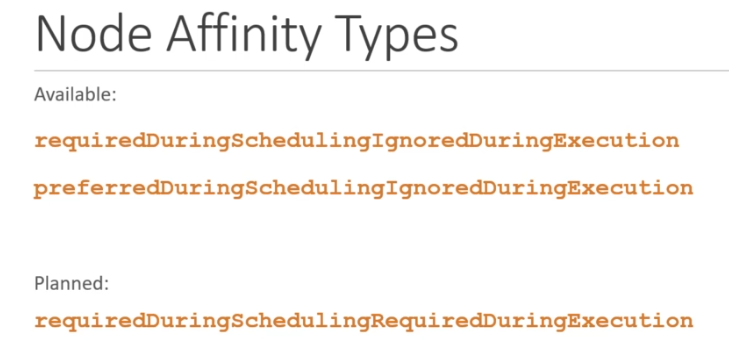 Node Affinity Types
Available:
requiredDuringSchedulingIgnoredDuringExecution
preferredDuringSchedulingIgnoredDuringExecution
Planned:
requiredDuringSchedulingRequiredDuringExecution